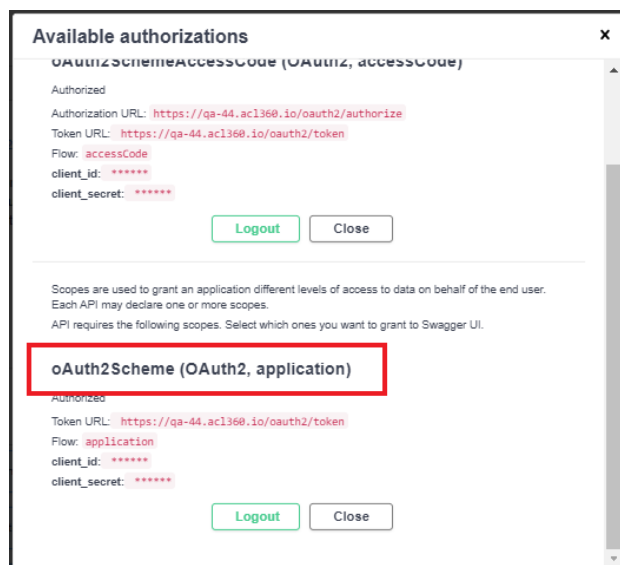 Available authorizations
x
oAuth2SchemeAccessCode (OAuth2, accessCode)
Authorized
Authorization URL: https://qa-44.acl360.io/oauth2/authorize
Token URL: https://qa-44.acl360.io/oauth2/token
Flow: accessCode
client_id: ******
client_secret: ******
Logout
Close
Scopes are used to grant an application different levels of access to data on behalf of the end user.
Each API may declare one or more scopes.
API requires the following scopes. Select which ones you want to grant to Swagger UI.
oAuth2Scheme (OAuth2, application)
Authorized
Token URL: https://qa-44.acl360.io/oauth2/token
Flow: application
client_id: ******
client_secret: ******
Logout
Close